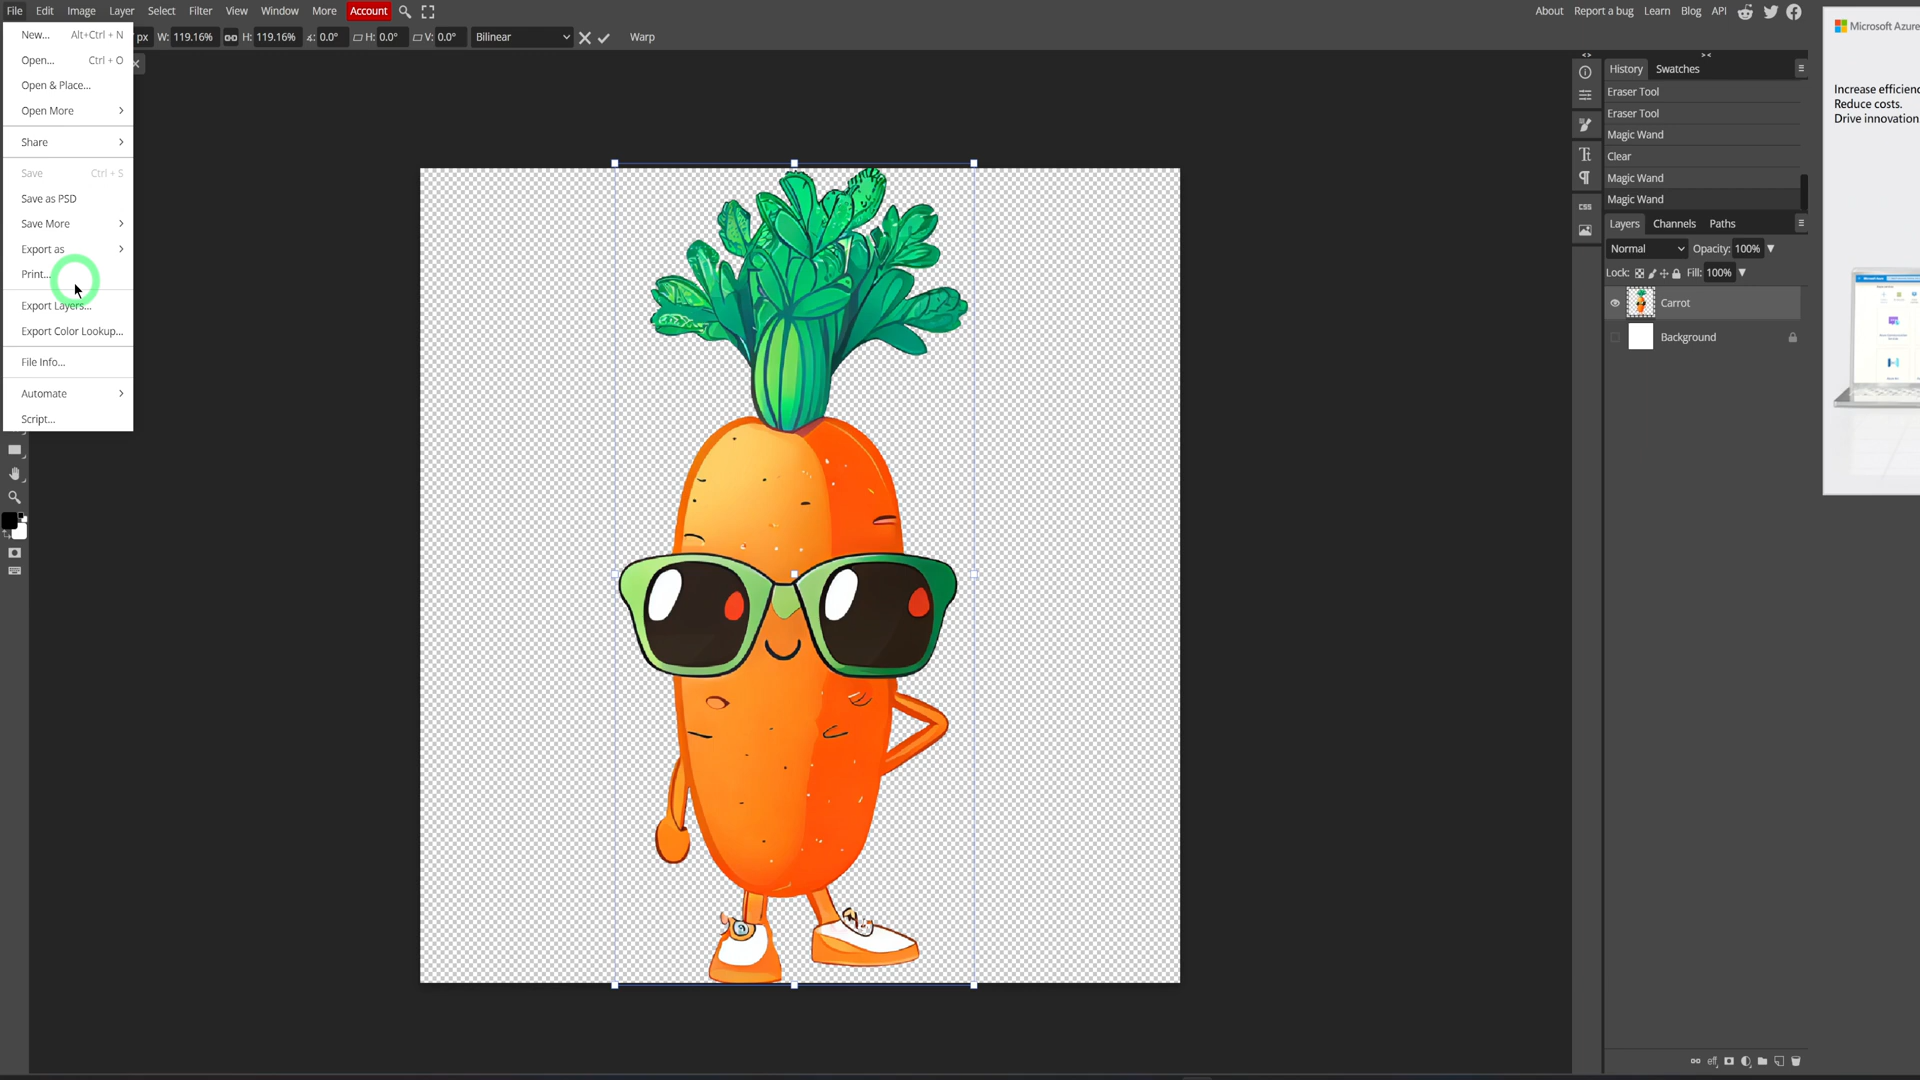 File Edit Image Layer Select Filter View Window More Account About Report a bug Learn Blog API
px W: 119.16% H: 119.16% 0.0° H: 0.0° V: 0.0° Bilinear Warp
New... Alt+Ctrl + N
Open... Ctrl + O
Open & Place...
Open More
Share
Save Ctrl + S
Save as PSD
Save More
Export as
Print...
Export Layers...
Export Color Lookup...
File Info...
Automate
Script...
History Swatches
Eraser Tool
Eraser Tool
Magic Wand
Clear
Magic Wand
Magic Wand
Layers Channels Paths
Normal Opacity: 100%
Lock: Fill: 100%
Carrot
Background
CSS
eff
Microsoft Azure
Increase efficienc
Reduce costs.
Drive innovation